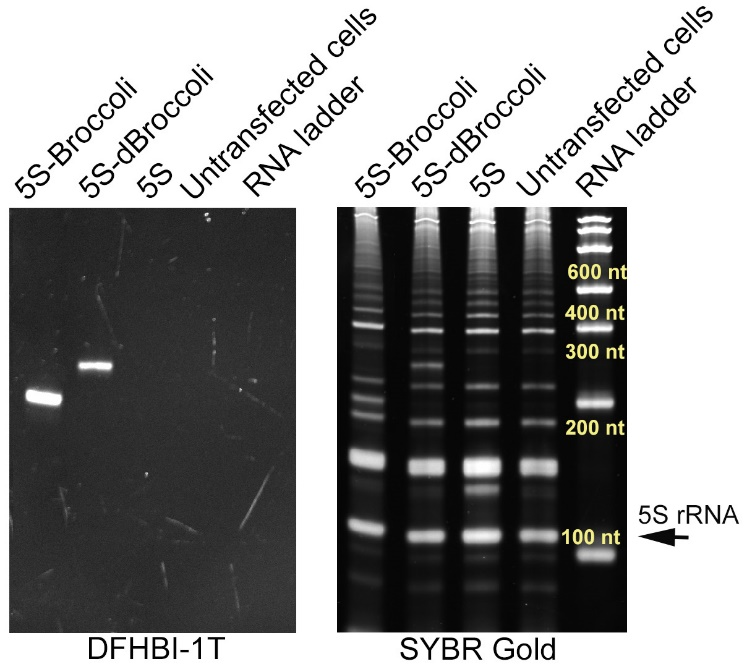 5S-Broccoli
5S-dBroccoli
5S
Untransfected cells
RNA ladder
5S-Broccoli
5S-dBroccoli
5S
Untransfected cells
RNA ladder
600 nt
400 nt
300 nt
200 nt
100 nt
5S rRNA
DFHBI-1T
SYBR Gold